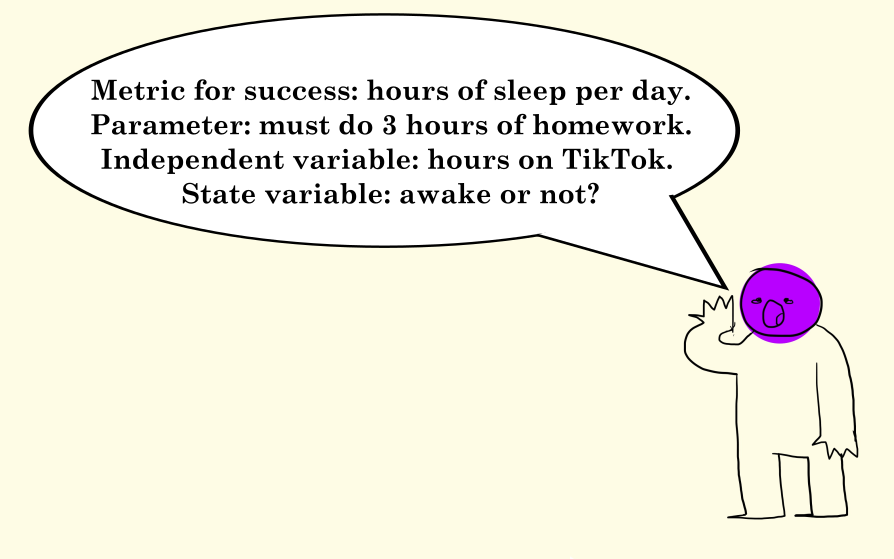 Metric for success: hours of sleep per day.
Parameter: must do 3 hours of homework.
Independent variable: hours on TikTok.
State variable: awake or not?